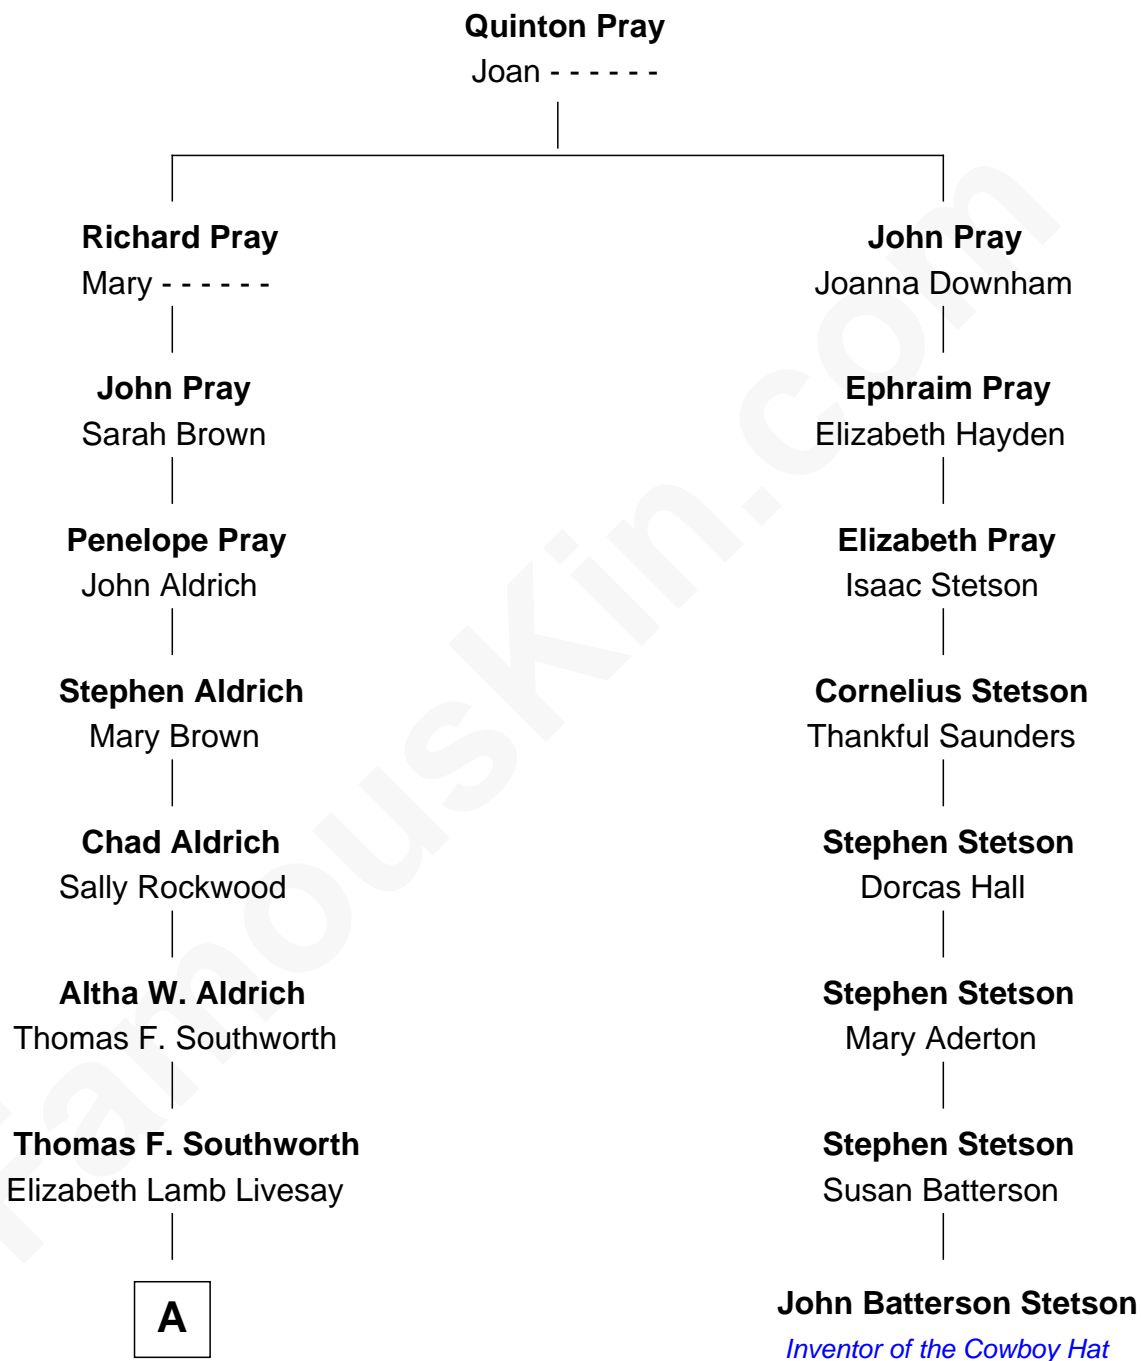 Quinton Pray
Joan - - - - - -
Richard Pray
Mary - - - - - -
John Pray
Joanna Downham
John Pray
Sarah Brown
Ephraim Pray
Elizabeth Hayden
Penelope Pray
John Aldrich
Elizabeth Pray
Isaac Stetson
Stephen Aldrich
Mary Brown
Cornelius Stetson
Thankful Saunders
Chad Aldrich
Sally Rockwood
Stephen Stetson
Dorcas Hall
Altha W. Aldrich
Thomas F. Southworth
Stephen Stetson
Mary Aderton
Thomas F. Southworth
Elizabeth Lamb Livesay
Stephen Stetson
Susan Batterson
A
John Batterson Stetson
Inventor of the Cowboy Hat
FamousKin.com